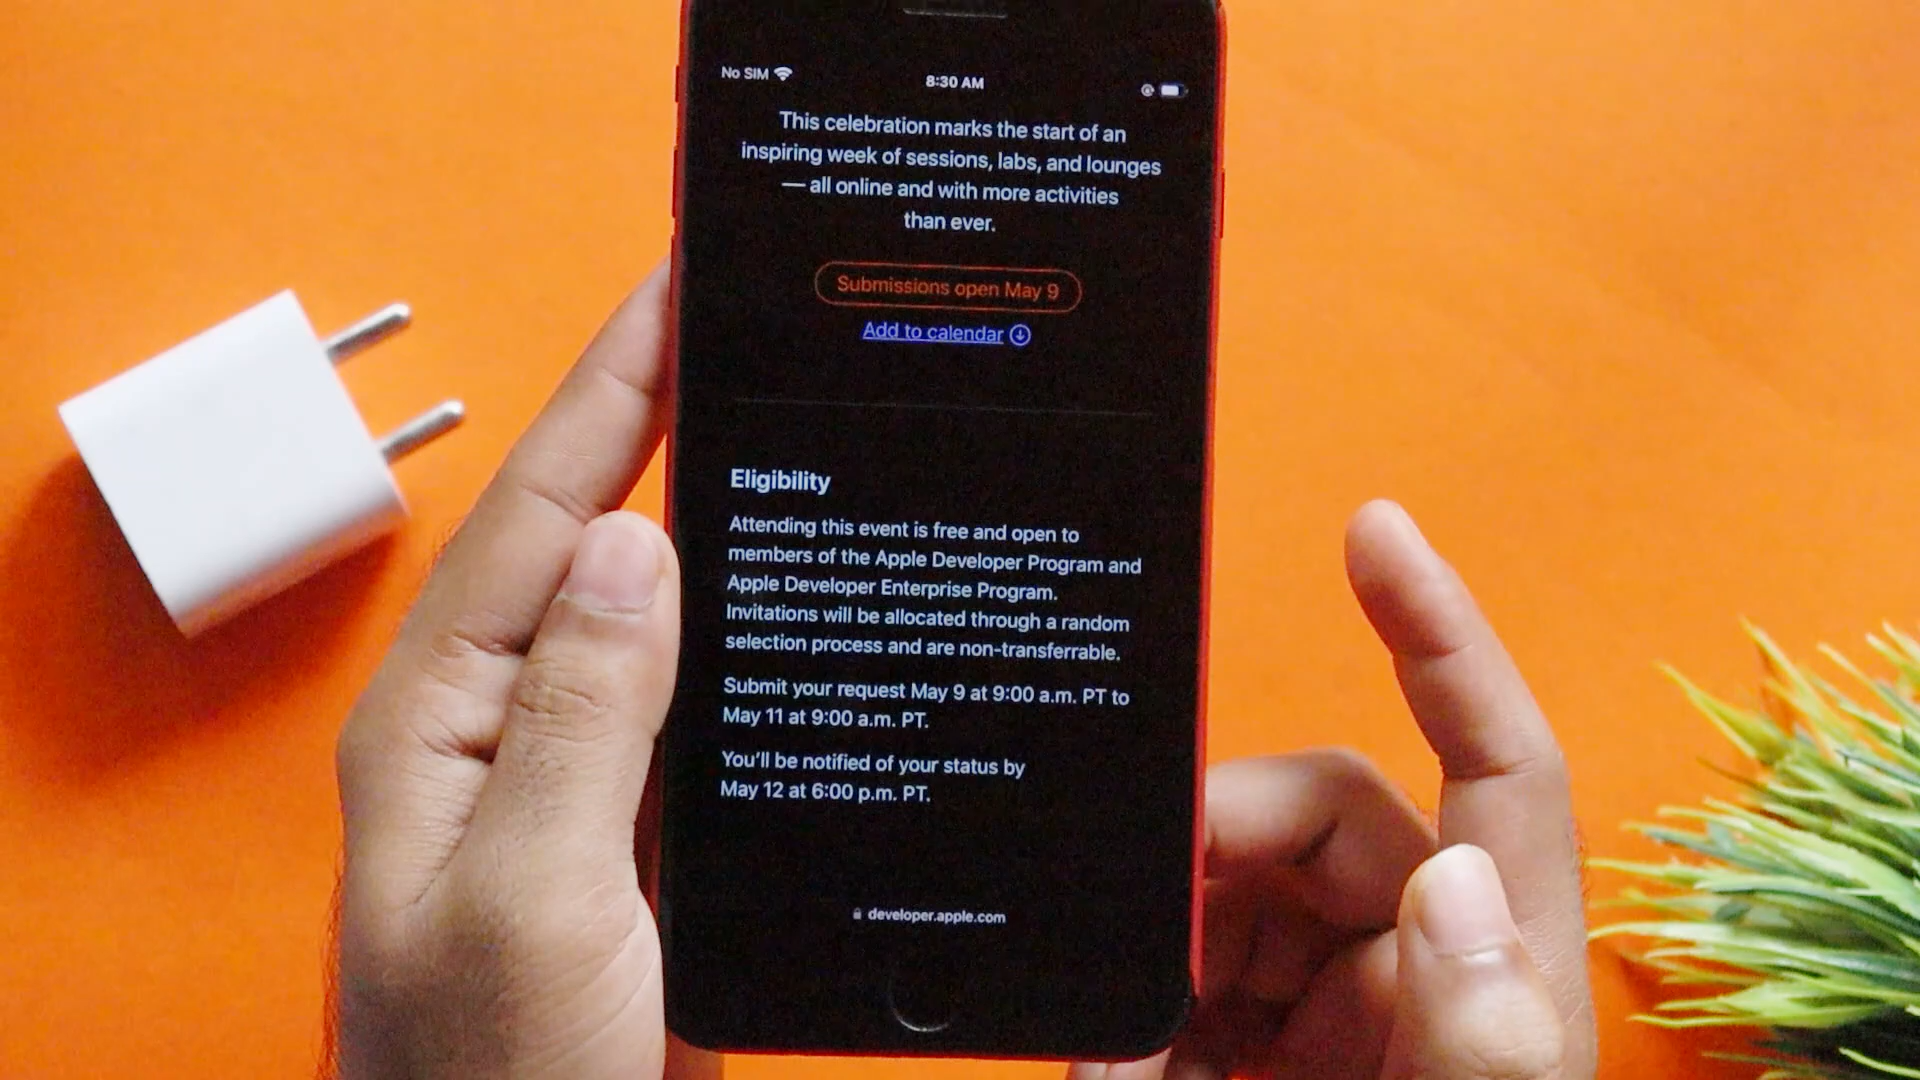 No SIM
8:30 AM
This celebration marks the start of an
inspiring week of sessions, labs, and lounges
— all online and with more activities
than ever.
Submissions open May 9
Add to calendar
Eligibility
Attending this event is free and open to
members of the Apple Developer Program and
Apple Developer Enterprise Program.
Invitations will be allocated through a random
selection process and are non-transferrable.
Submit your request May 9 at 9:00 a.m. PT to
May 11 at 9:00 a.m. PT.
You'll be notified of your status by
May 12 at 6:00 p.m. PT.
developer.apple.com